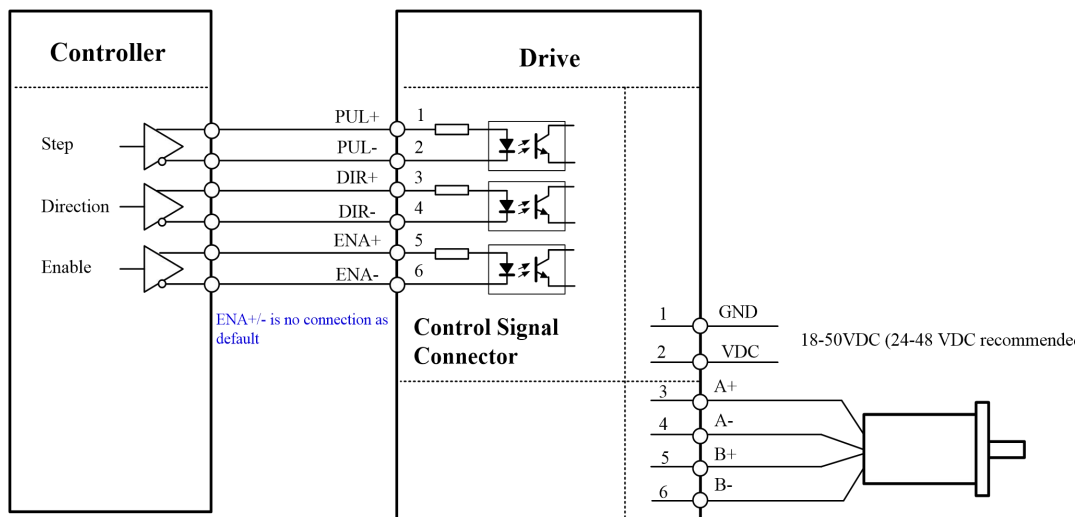 Controller
Drive
Step
PUL+
1
PUL-
2
Direction
DIR+
3
DIR-
4
Enable
ENA+
5
ENA-
6
ENA+/- is no connection as
default
Control Signal
Connector
1
GND
2
VDC
18-50VDC (24-48 VDC recommende
3
A+
4
A-
5
B+
6
B-